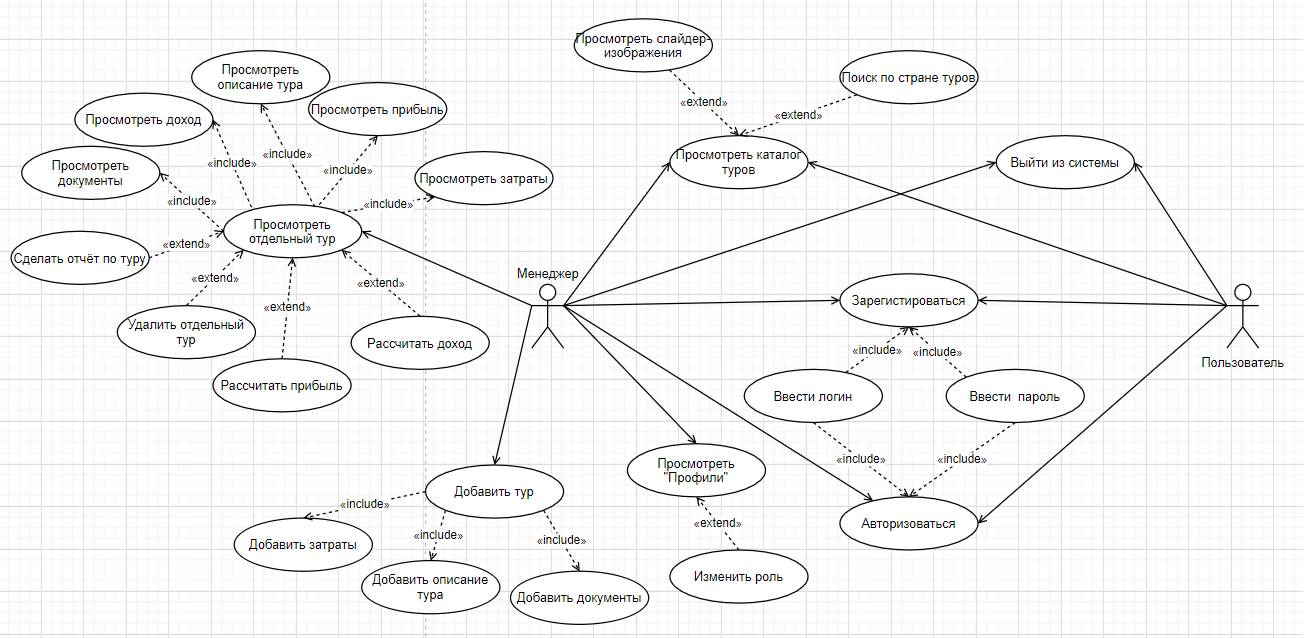 Просмотреть слайдер-
изображения
Поиск по стране туров
«extend»
«extend»
Просмотреть каталог
туров
Выйти из системы
Просмотреть
описание тура
Просмотреть прибыль
Просмотреть доход
«include»
«include»
«include»
Просмотреть
документы
Просмотреть затраты
«include»
«include»
Просмотреть
отдельный тур
«extend»
Сделать отчёт по туру
«extend»
«extend»
«extend»
Удалить отдельный
тур
Рассчитать доход
Рассчитать прибыль
Менеджер
Зарегистироваться
Пользователь
«include»
«include»
Ввести логин
Ввести  пароль
«include»
«include»
Авторизоваться
Просмотреть
"Профили"
«extend»
Изменить роль
Добавить тур
«include»
«include»
«include»
Добавить затраты
Добавить описание
тура
Добавить документы